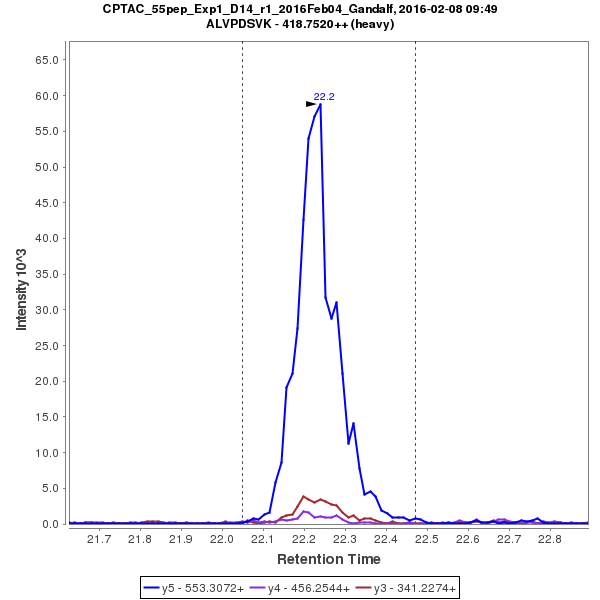 CPTAC_55pep_Exp1_D14_r1_2016Feb04_Gandalf, 2016-02-08 09:49
ALVPDSVK - 418.7520++ (heavy)
65.0
60.0
55.0
50.0
45.0
40.0
35.0
30.0
25.0
20.0
15.0
10.0
5.0
0.0
Intensity 10^3
22.2
21.7 21.8 21.9 22.0 22.1 22.2 22.3 22.4 22.5 22.6 22.7 22.8
Retention Time
y5 - 553.3072+ y4 - 456.2544+ y3 - 341.2274+